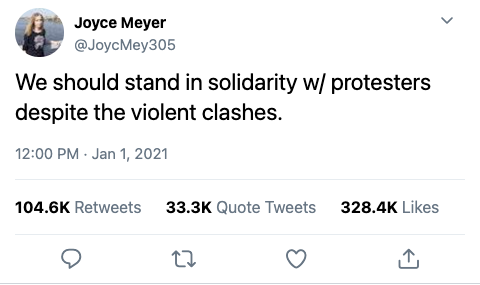 Joyce Meyer
@JoycMey305
We should stand in solidarity w/ protesters
despite the violent clashes.
12:00 PM · Jan 1, 2021
104.6K Retweets 33.3K Quote Tweets 328.4K Likes